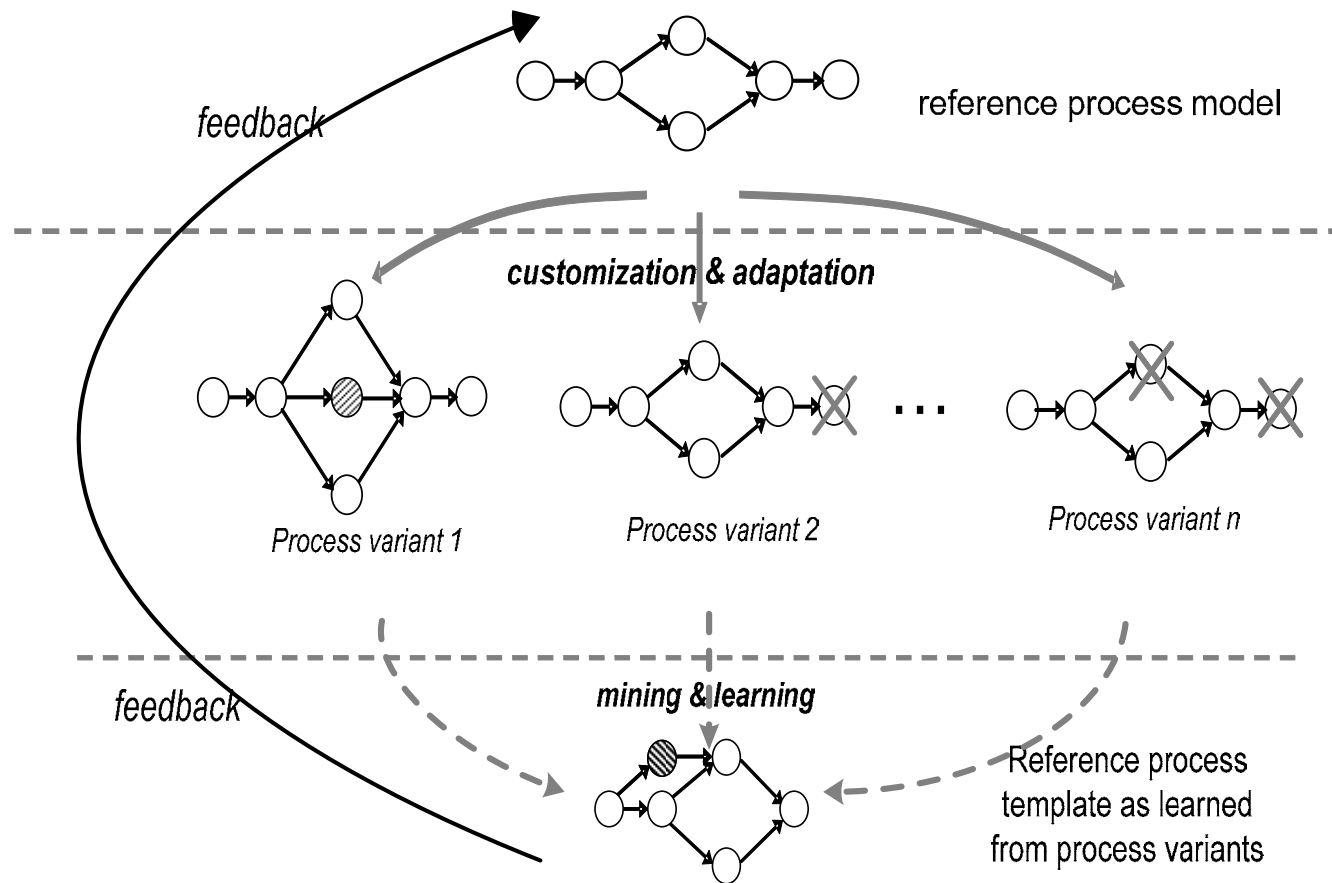 feedback
reference process model
customization & adaptation
...
Process variant 1
Process variant 2
Process variant n
feedback
mining & learning
Reference process
template as learned
from process variants